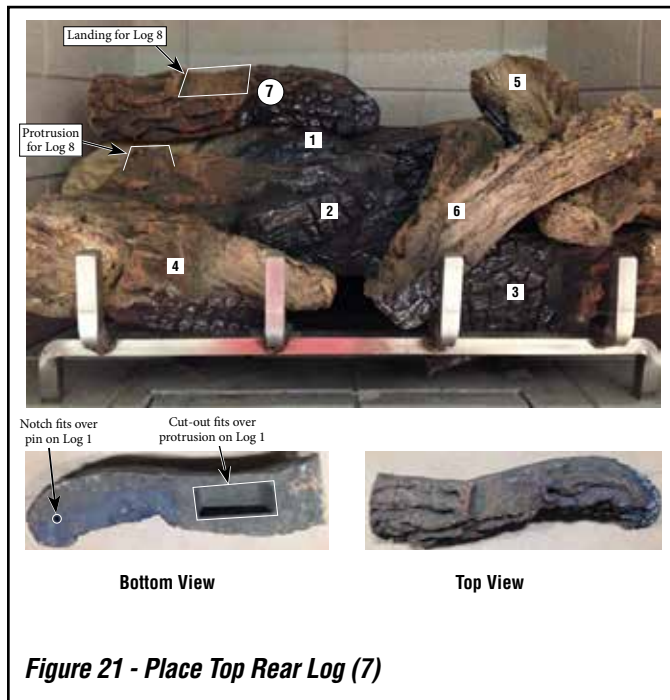 Landing for Log 8
7
5
1
Protrusion
for Log 8
2
6
4
3
Notch fits over
pin on Log 1
Cut-out fits over
protrusion on Log 1
Bottom View
Top View
Figure 21 - Place Top Rear Log (7)